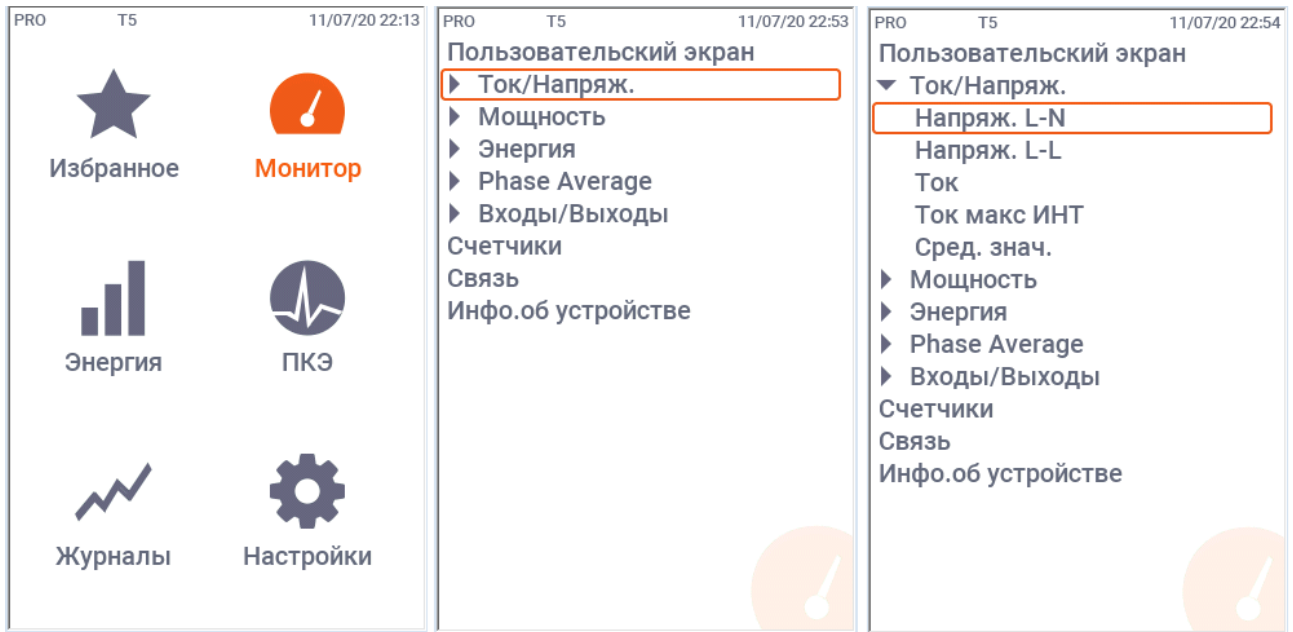 PRO T5 11/07/20 22:13
Избранное Монитор
Энергия ПКЭ
Журналы Настройки
PRO T5 11/07/20 22:53
Пользовательский экран
Ток/Напряж.
Мощность
Энергия
Phase Average
Входы/Выходы
Счетчики
Связь
Инфо.об устройстве
PRO T5 11/07/20 22:54
Пользовательский экран
Ток/Напряж.
Напряж. L-N
Напряж. L-L
Ток
Ток макс ИНТ
Сред. знач.
Мощность
Энергия
Phase Average
Входы/Выходы
Счетчики
Связь
Инфо.об устройстве